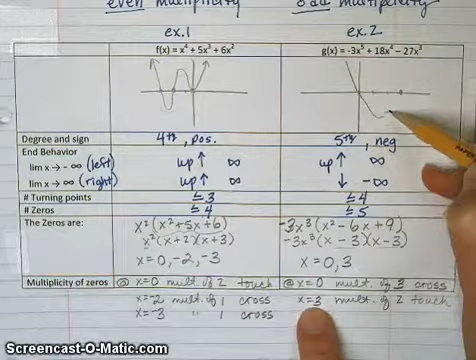 even multiplicity odd multiplicity
ex.1 ex.2
f(x) = x⁴ + 5x³ + 6x² g(x) = -3x⁵ + 18x⁴ – 27x³
Degree and sign 4th, pos. 5th, neg
End Behavior
lim x→ -∞ (left) up ↑ ∞ up ↑ ∞
lim x→ ∞ (right) up ↑ ∞ ↓ -∞
# Turning points ≤ 3 ≤ 4
# Zeros ≤ 4 ≤ 5
The Zeros are: x²(x²+5x+6) -3x³(x²-6x+9)
x²(x+2)(x+3) -3x³(x-3)(x-3)
x=0, -2, -3 x = 0, 3
Multiplicity of zeros @ x=0 mult. of 2 touch @ x=0 mult. of 3 cross
x=-2 mult. of 1 cross x=3 mult. of 2 touch
x=-3 " 1 cross
Screencast-O-Matic.com